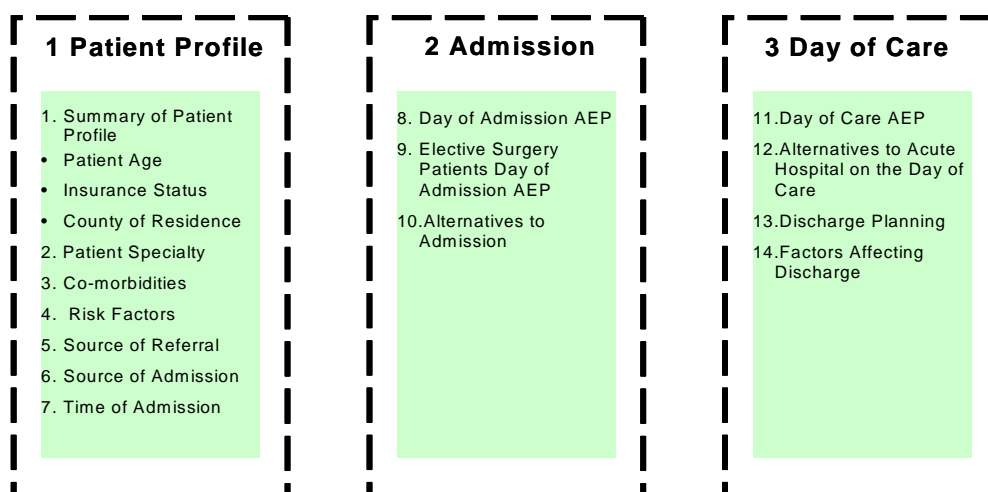 1 Patient Profile
1. Summary of Patient
Profile
• Patient Age
• Insurance Status
• County of Residence
2. Patient Specialty
3. Co-morbidities
4. Risk Factors
5. Source of Referral
6. Source of Admission
7. Time of Admission
2 Admission
8. Day of Admission AEP
9. Elective Surgery
Patients Day of
Admission AEP
10.Alternatives to
Admission
3 Day of Care
11.Day of Care AEP
12.Alternatives to Acute
Hospital on the Day of
Care
13.Discharge Planning
14.Factors Affecting
Discharge